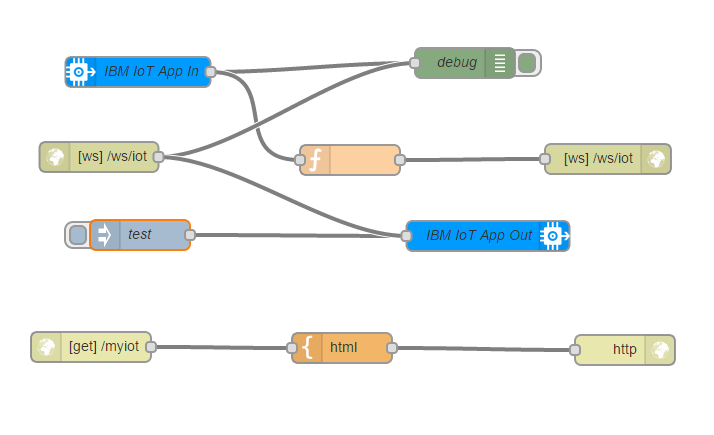 debug
IBM IoT App In
[ws] /ws/iot
[ws] /ws/iot
test
IBM IoT App Out
[get] /myiot
html
http